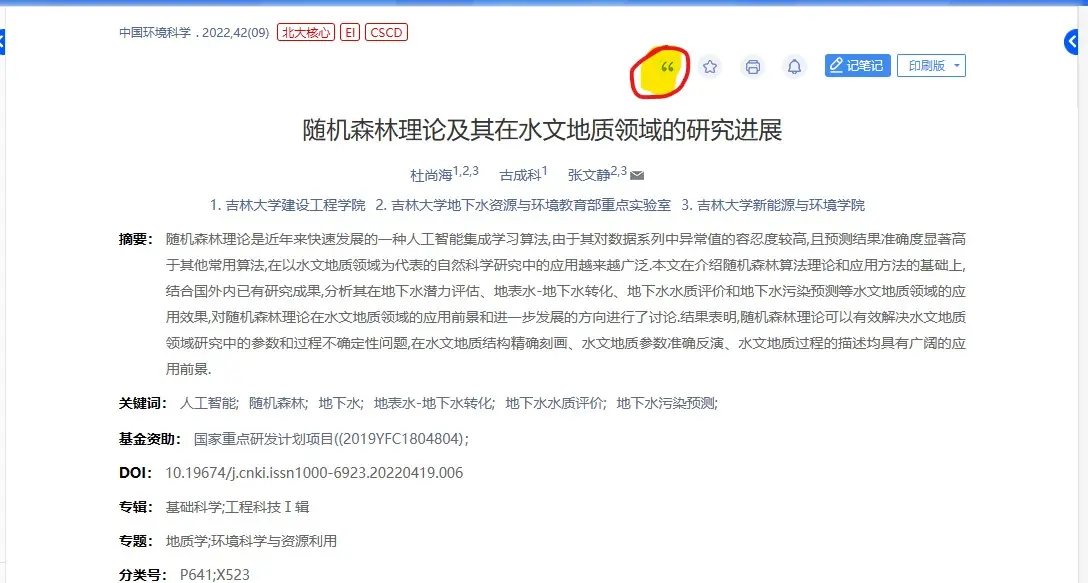 中国环境科学 . 2022,42(09) 北大核心 EI CSCD
“ 记笔记 印刷版
随机森林理论及其在水文地质领域的研究进展
杜尚海1,2,3 古成科1 张文静2,3
1. 吉林大学建设工程学院 2. 吉林大学地下水资源与环境教育部重点实验室 3. 吉林大学新能源与环境学院
摘要： 随机森林理论是近年来快速发展的一种人工智能集成学习算法,由于其对数据系列中异常值的容忍度较高,且预测结果准确度显著高
于其他常用算法,在以水文地质领域为代表的自然科学研究中的应用越来越广泛.本文在介绍随机森林算法理论和应用方法的基础上,
结合国外内已有研究成果,分析其在地下水潜力评估、地表水-地下水转化、地下水水质评价和地下水污染预测等水文地质领域的应
用效果,对随机森林理论在水文地质领域的应用前景和进一步发展的方向进行了讨论.结果表明,随机森林理论可以有效解决水文地质
领域研究中的参数和过程不确定性问题,在水文地质结构精确刻画、水文地质参数准确反演、水文地质过程的描述均具有广阔的应
用前景.
关键词： 人工智能; 随机森林; 地下水; 地表水-地下水转化; 地下水水质评价; 地下水污染预测;
基金资助： 国家重点研发计划项目((2019YFC1804804);
DOI： 10.19674/j.cnki.issn1000-6923.20220419.006
专辑： 基础科学;工程科技Ⅰ辑
专题： 地质学;环境科学与资源利用
分类号： P641;X523